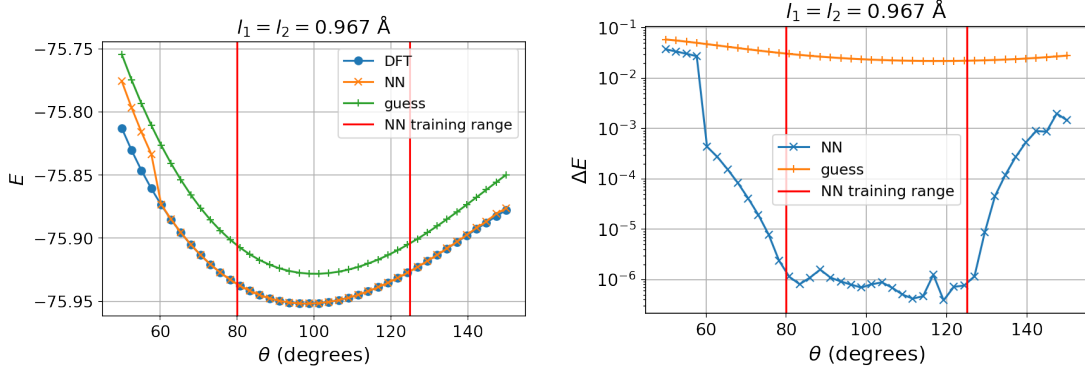 l₁ = l₂ = 0.967 Å
−75.75
−75.80
−75.85
−75.90
−75.95
E
60
80
100
120
140
θ (degrees)
DFT
NN
guess
NN training range
l₁ = l₂ = 0.967 Å
10⁻¹
10⁻²
10⁻³
10⁻⁴
10⁻⁵
10⁻⁶
ΔE
60
80
100
120
140
θ (degrees)
NN
guess
NN training range